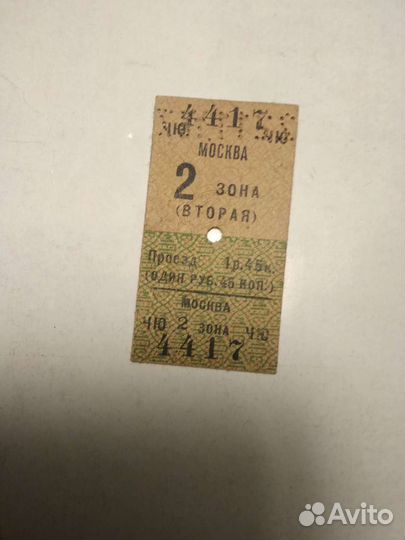 4417
ЧЮ ЧЮ
МОСКВА
2 ЗОНА
(ВТОРАЯ)
Проезд 1р.45к.
(ОДИН РУБ. 45 КОП.)
МОСКВА
ЧЮ 2 ЗОНА ЧЮ
4417
Avito